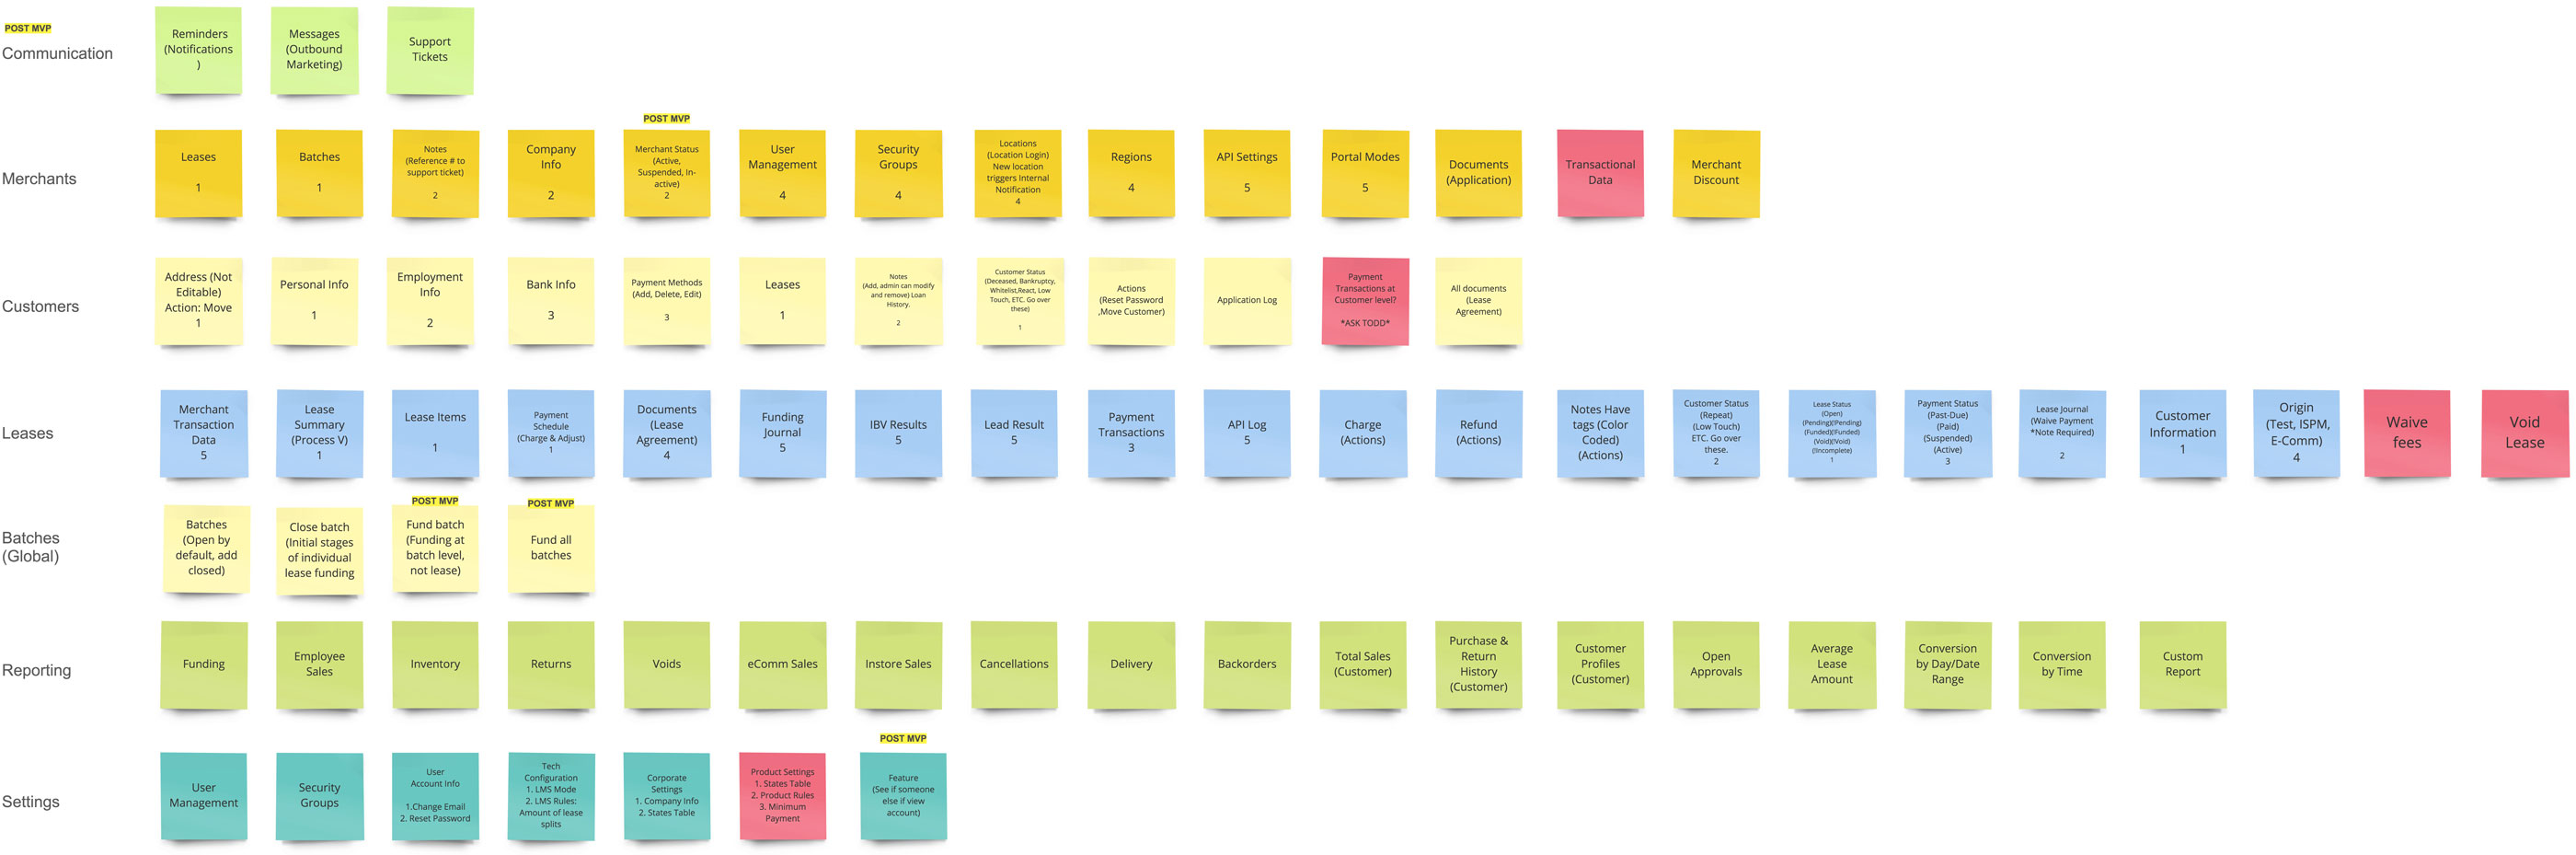 POST MVP
Communication
Reminders
(Notifications
)
Messages
(Outbound
Marketing)
Support
Tickets
Merchants
Leases
1
Batches
1
Notes
(Reference # to
support ticket)
2
Company
Info
2
POST MVP
Merchant Status
(Active,
Suspended, In-
active)
2
User
Management
4
Security
Groups
4
Locations
(Location Login)
New location
triggers Internal
Notification
4
Regions
4
API Settings
5
Portal Modes
5
Documents
(Application)
Transactional
Data
Merchant
Discount
Customers
Address (Not
Editable)
Action: Move
1
Personal Info
1
Employment
Info
2
Bank Info
3
Payment Methods
(Add, Delete, Edit)
3
Leases
1
Notes
(Add, admin can modify
and remove) Loan
History.
2
Customer Status
(Deceased, Bankruptcy,
Whitelist,React, Low
Touch, ETC. Go over
these)
1
Actions
(Reset Password
,Move Customer)
Application Log
Payment
Transactions at
Customer level?
*ASK TODD*
All documents
(Lease
Agreement)
Leases
Merchant
Transaction
Data
5
Lease
Summary
(Process V)
1
Lease Items
1
Payment
Schedule
(Charge & Adjust)
1
Documents
(Lease
Agreement)
4
Funding
Journal
5
IBV Results
5
Lead Result
5
Payment
Transactions
3
API Log
5
Charge
(Actions)
Refund
(Actions)
Notes Have
tags (Color
Coded)
(Actions)
Customer Status
(Repeat)
(Low Touch)
ETC. Go over
these.
2
Lease Status
(Open)
(Pending)(Pending)
(Funded)(Funded)
(Void)(Void)
(!Incomplete)
1
Payment Status
(Past-Due)
(Paid)
(Suspended)
(Active)
3
Lease Journal
(Waive Payment
*Note Required)
2
Customer
Information
1
Origin
(Test, ISPM,
E-Comm)
4
Waive
fees
Void
Lease
Batches
(Global)
Batches
(Open by
default, add
closed)
Close batch
(Initial stages
of individual
lease funding
POST MVP
Fund batch
(Funding at
batch level,
not lease)
POST MVP
Fund all
batches
Reporting
Funding
Employee
Sales
Inventory
Returns
Voids
eComm Sales
Instore Sales
Cancellations
Delivery
Backorders
Total Sales
(Customer)
Purchase &
Return
History
(Customer)
Customer
Profiles
(Customer)
Open
Approvals
Average
Lease
Amount
Conversion
by Day/Date
Range
Conversion
by Time
Custom
Report
Settings
User
Management
Security
Groups
User
Account Info
1.Change Email
2. Reset Password
Tech
Configuration
1. LMS Mode
2. LMS Rules:
Amount of lease
splits
Corporate
Settings
1. Company Info
2. States Table
Product Settings
1. States Table
2. Product Rules
3. Minimum
Payment
POST MVP
Feature
(See if someone
else if view
account)